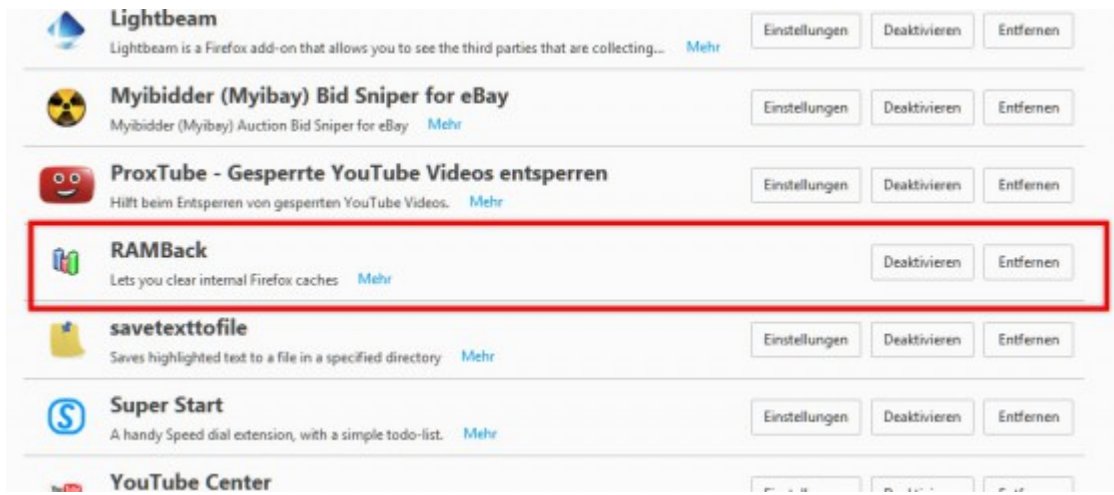 Lightbeam
Lightbeam is a Firefox add-on that allows you to see the third parties that are collecting... Mehr
Einstellungen Deaktivieren Entfernen
Myibidder (Myibay) Bid Sniper for eBay
Myibidder (Myibay) Auction Bid Sniper for eBay Mehr
Einstellungen Deaktivieren Entfernen
ProxTube - Gesperrte YouTube Videos entsperren
Hilft beim Entsperren von gesperrten YouTube Videos. Mehr
Einstellungen Deaktivieren Entfernen
RAMBack
Lets you clear internal Firefox caches Mehr
Deaktivieren Entfernen
savetexttofile
Saves highlighted text to a file in a specified directory Mehr
Einstellungen Deaktivieren Entfernen
Super Start
A handy Speed dial extension, with a simple todo-list. Mehr
Einstellungen Deaktivieren Entfernen
YouTube Center